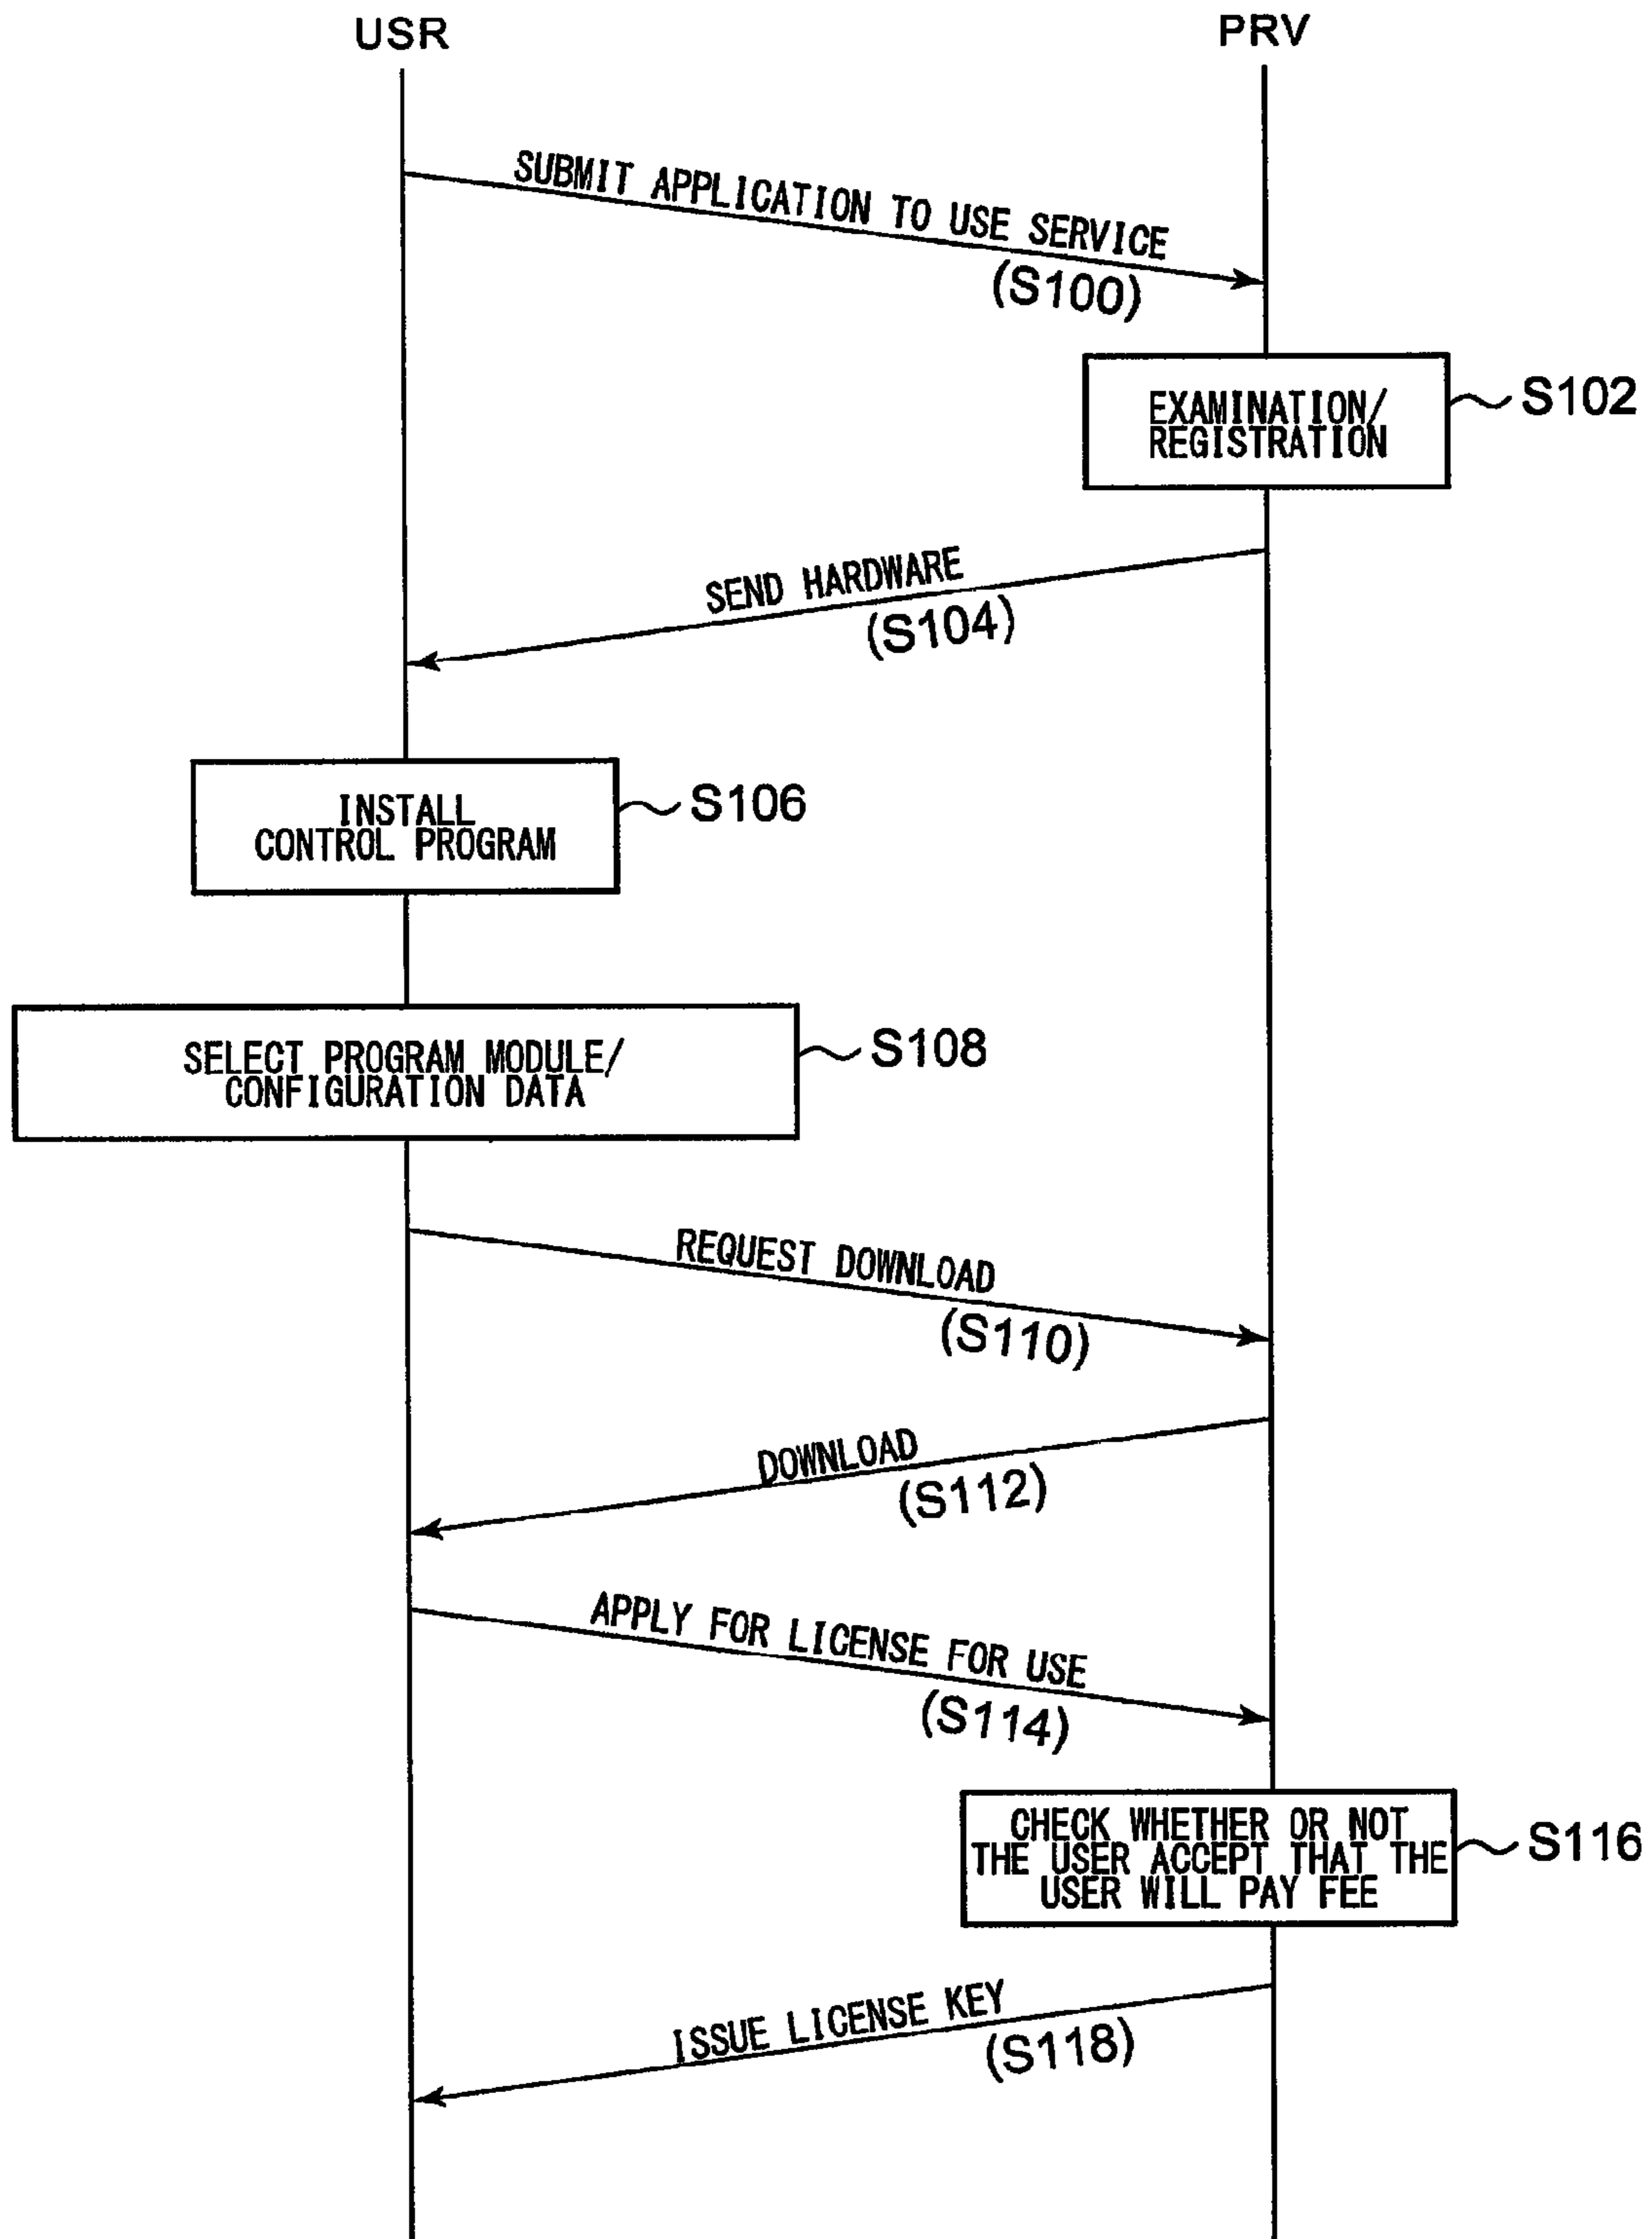 USR
PRV
SUBMIT APPLICATION TO USE SERVICE
(S100)
EXAMINATION/
REGISTRATION
S102
SEND HARDWARE
(S104)
INSTALL
CONTROL PROGRAM
S106
SELECT PROGRAM MODULE/
CONFIGURATION DATA
S108
REQUEST DOWNLOAD
(S110)
DOWNLOAD
(S112)
APPLY FOR LICENSE FOR USE
(S114)
CHECK WHETHER OR NOT
THE USER ACCEPT THAT THE
USER WILL PAY FEE
S116
ISSUE LICENSE KEY
(S118)